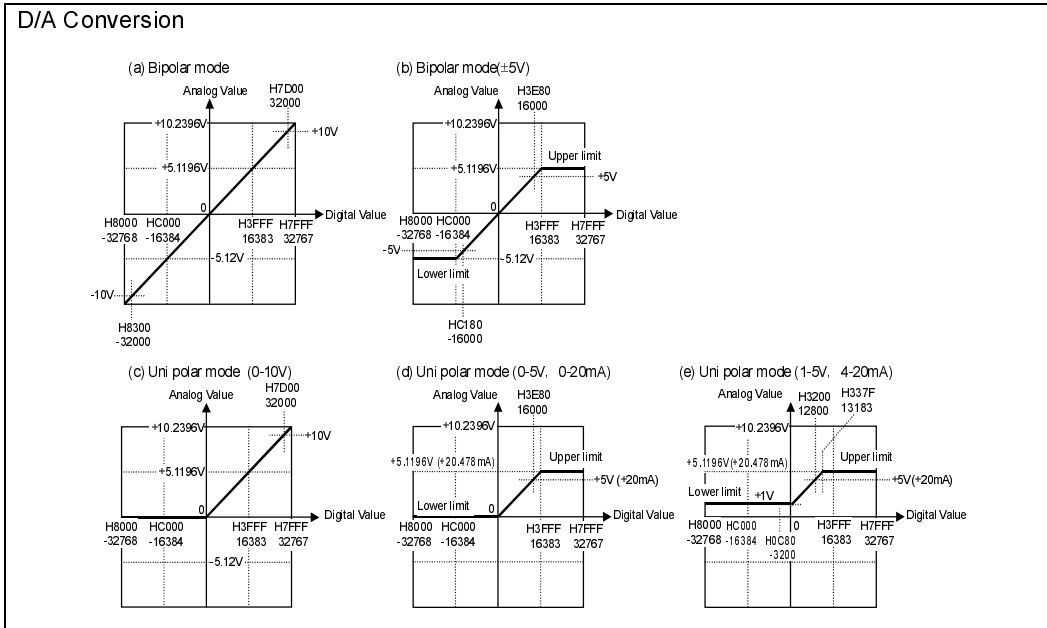 D/A Conversion
(a) Bipolar mode
Analog Value
H7D00
32000
+10.2396V
+10V
+5.1196V
0
Digital Value
H8000
-32768
HC000
-16384
H3FFF
16383
H7FFF
32767
-5.12V
-10V
H8300
-32000
(b) Bipolar mode(±5V)
Analog Value
H3E80
16000
+10.2396V
Upper limit
+5.1196V
+5V
0
Digital Value
H8000
-32768
HC000
-16384
H3FFF
16383
H7FFF
32767
-5V
-5.12V
Lower limit
HC180
-16000
(c) Uni polar mode (0-10V)
Analog Value
H7D00
32000
+10.2396V
+10V
+5.1196V
0
Digital Value
H8000
-32768
HC000
-16384
H3FFF
16383
H7FFF
32767
-5.12V
(d) Uni polar mode (0-5V, 0-20mA)
Analog Value
H3E80
16000
+10.2396V
Upper limit
+5.1196V (+20.478mA)
+5V (+20mA)
Lower limit
0
Digital Value
H8000
-32768
HC000
-16384
H3FFF
16383
H7FFF
32767
(e) Uni polar mode (1-5V, 4-20mA)
Analog Value
H3200
12800
H337F
13183
+10.2396V
Upper limit
+5.1196V (+20.478mA)
+5V (+20mA)
Lower limit
+1V
Digital Value
H8000
-32768
HC000
-16384
H0C80
-3200
0
H3FFF
16383
H7FFF
32767